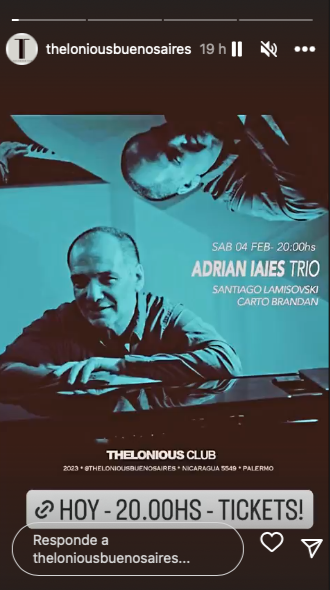 theloniousbuenosaires 19 h
SAB 04 FEB- 20:00hs
ADRIAN IAIES TRIO
SANTIAGO LAMISOVSKI
CARTO BRANDAN
THELONIOUS CLUB
2023 • @THELONIOUSBUENOSAIRES • NICARAGUA 5549 • PALERMO
HOY - 20.00HS - TICKETS!
Responde a
theloniousbuenosaires...